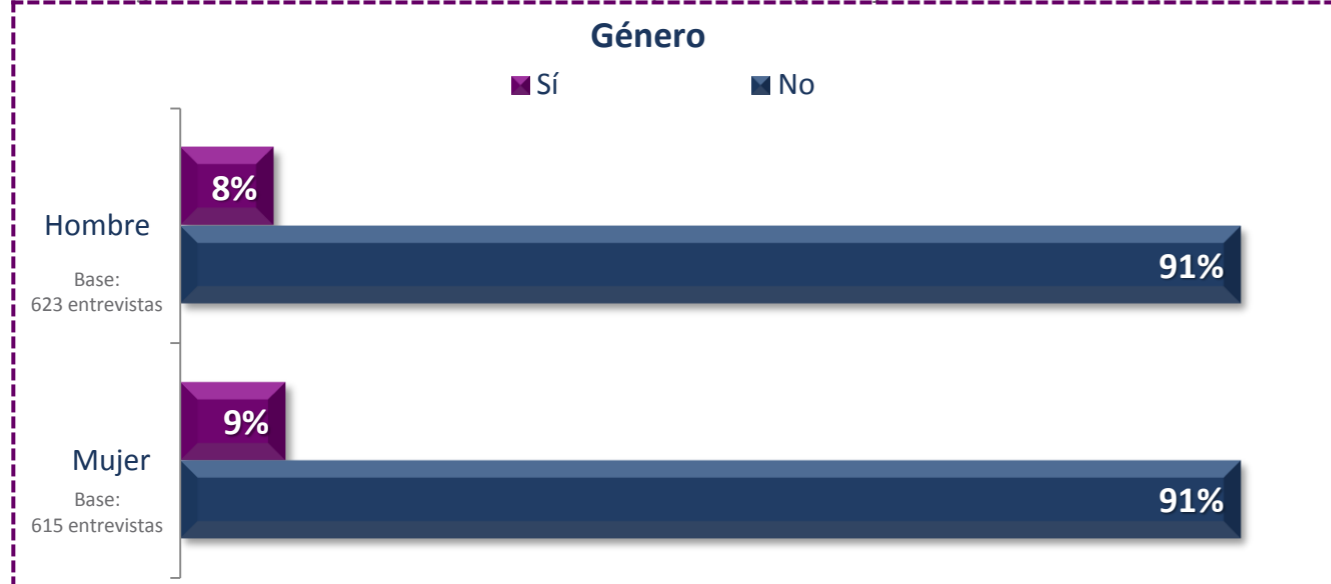 Género
Sí No
8%
Hombre
91%
Base:
623 entrevistas
9%
Mujer
91%
Base:
615 entrevistas